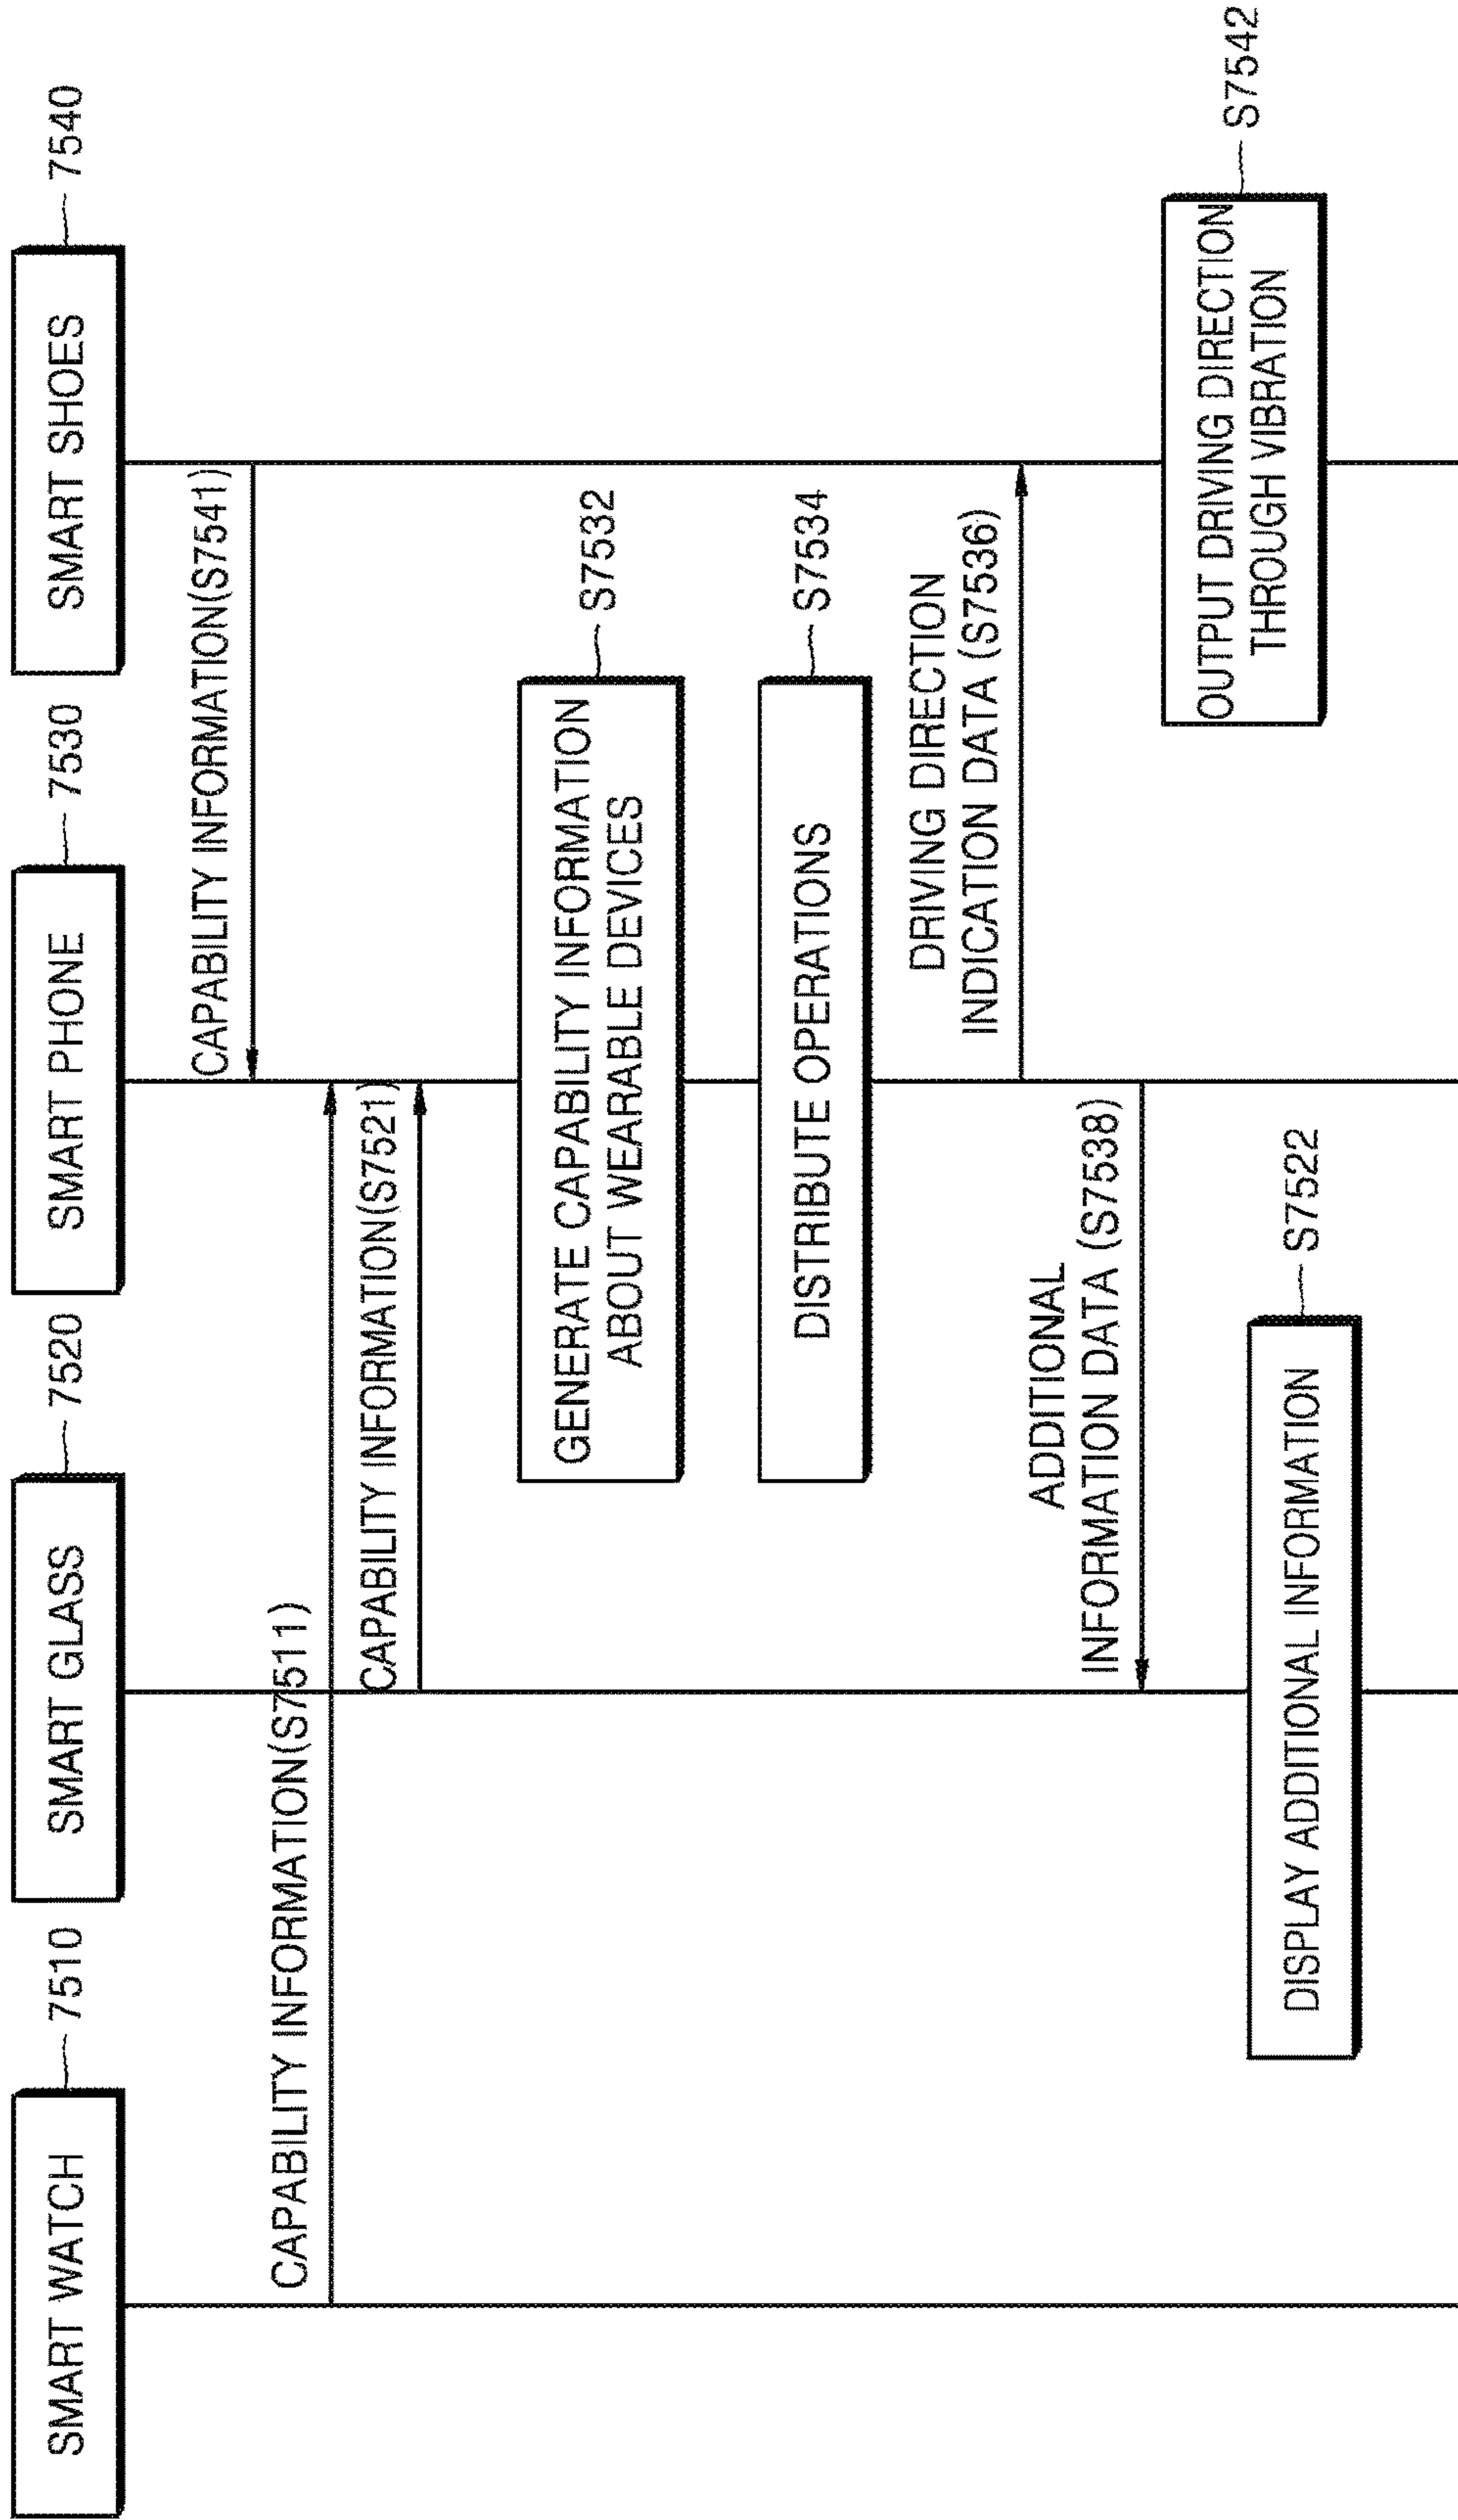 SMART WATCH
7510
SMART GLASS
7520
SMART PHONE
7530
SMART SHOES
7540
CAPABILITY INFORMATION(S7541)
CAPABILITY INFORMATION(S7511)
CAPABILITY INFORMATION(S7521)
GENERATE CAPABILITY INFORMATION
ABOUT WEARABLE DEVICES
S7532
DISTRIBUTE OPERATIONS
S7534
DRIVING DIRECTION
INDICATION DATA (S7536)
ADDITIONAL
INFORMATION DATA (S7538)
OUTPUT DRIVING DIRECTION
THROUGH VIBRATION
S7542
DISPLAY ADDITIONAL INFORMATION
S7522